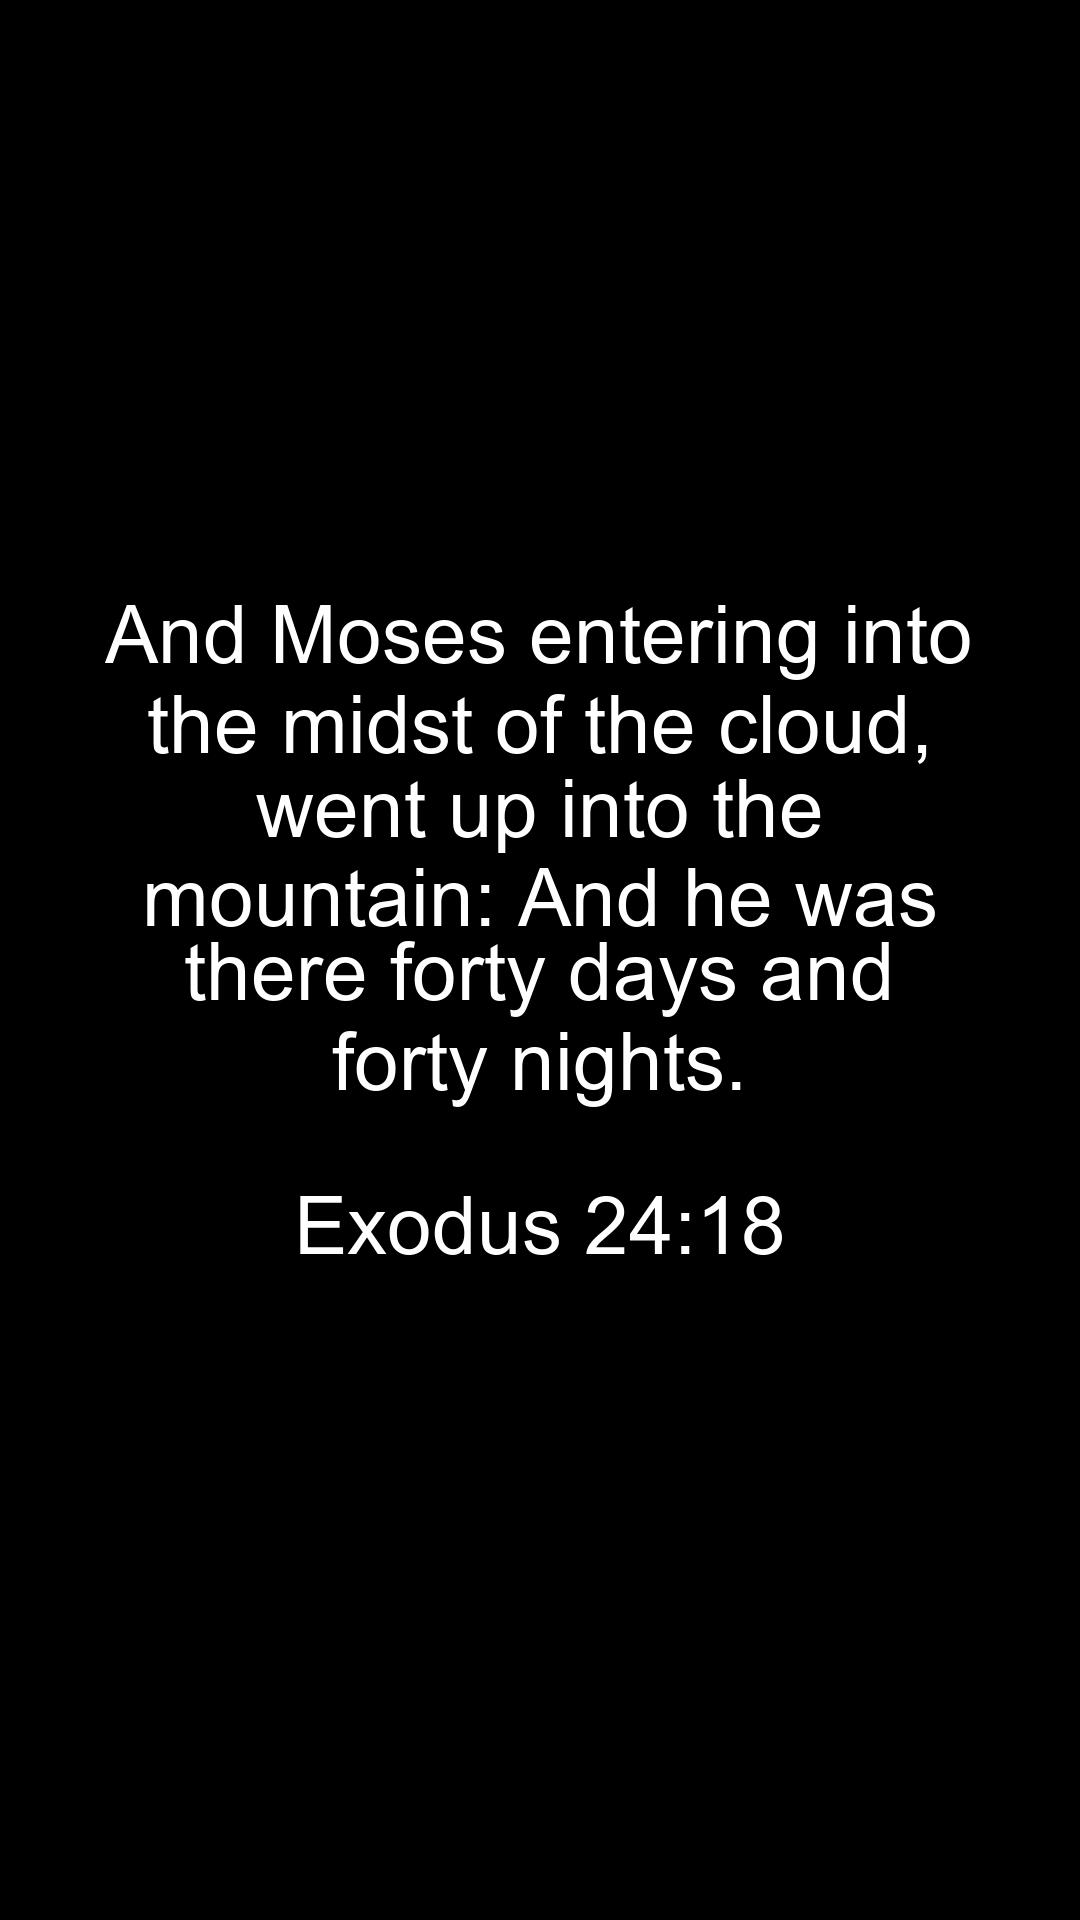 And Moses entering into
the midst of the cloud,
went up into the
mountain: And he was
there forty days and
forty nights.
Exodus 24:18